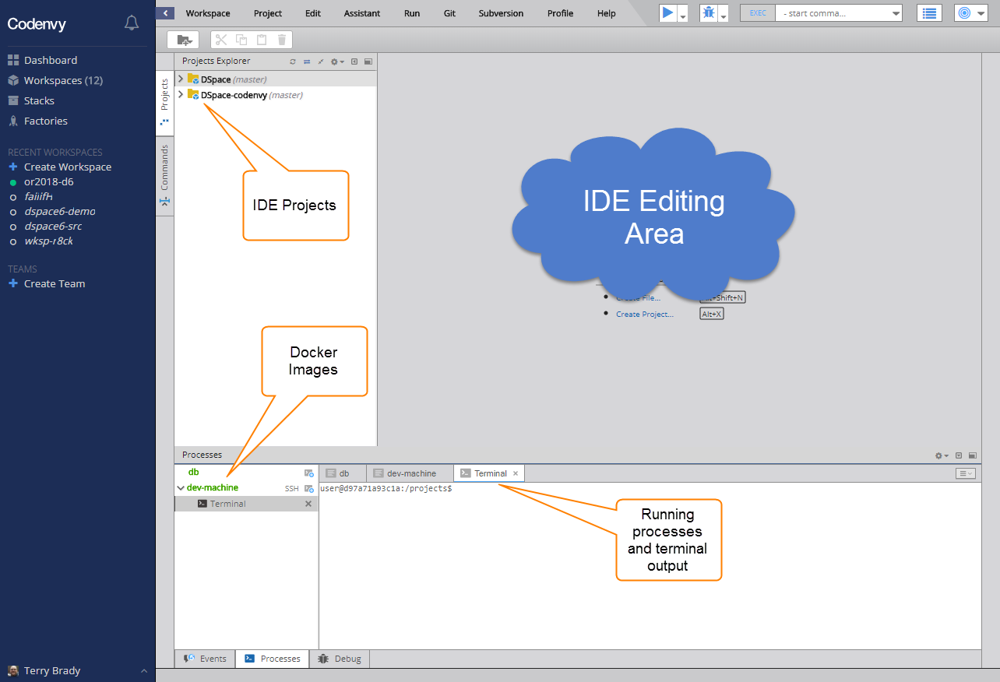 Codenvy
Dashboard
Workspaces (12)
Stacks
Factories
RECENT WORKSPACES
Create Workspace
or2018-d6
faiiifH
dspace6-demo
dspace6-src
wksp-r8ck
TEAMS
Create Team
Terry Brady
Workspace Project Edit Assistant Run Git Subversion Profile Help
EXEC - start comma...
Projects
Commands
Projects Explorer
DSpace (master)
DSpace-codenvy (master)
IDE Projects
IDE Editing
Area
Create File... Alt+Shift+N
Create Project... Alt+X
Docker
Images
Processes
db
dev-machine SSH
Terminal
db dev-machine Terminal
user@d97a71a93c1a:/projects$
Running
processes
and terminal
output
Events Processes Debug